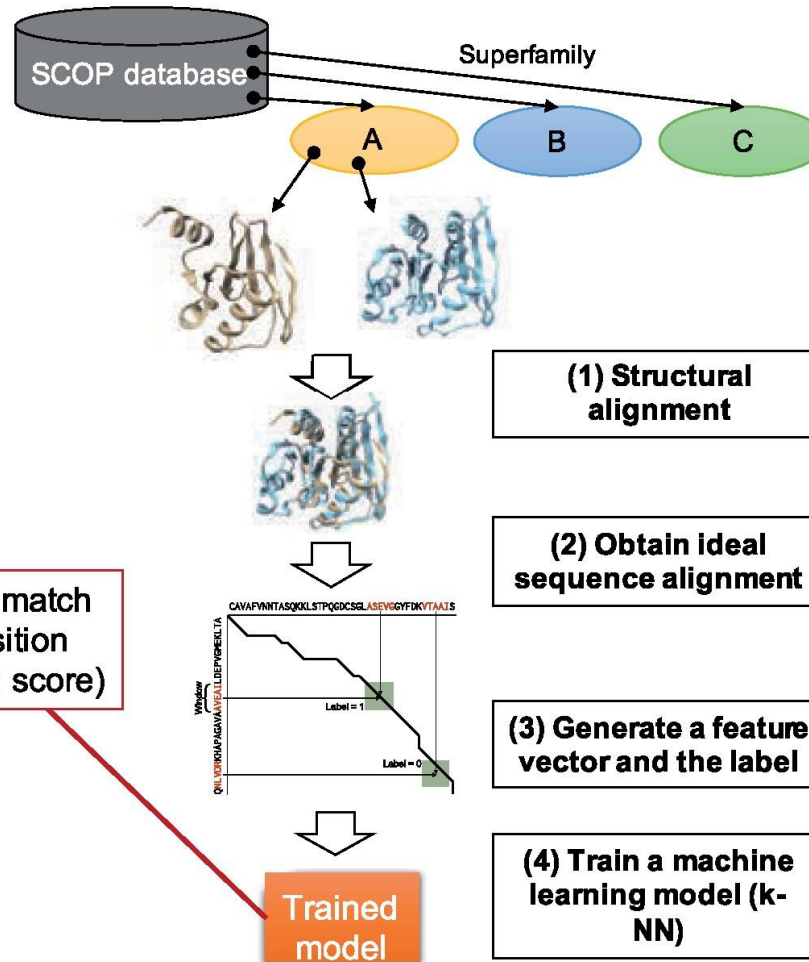 SCOP database
Superfamily
A
B
C
(1) Structural
alignment
(2) Obtain ideal
sequence alignment
match
sition
score)
CAVAFVNNTASQKKLSTPQGDCSGLASEVGGYFDKVTAAIS
QNLVDRKHAPAGAVAAVEAILDEPVGMEKLTA
Window
Label = 1
Label = 0
(3) Generate a feature
vector and the label
(4) Train a machine
learning model (k-
NN)
Trained
model